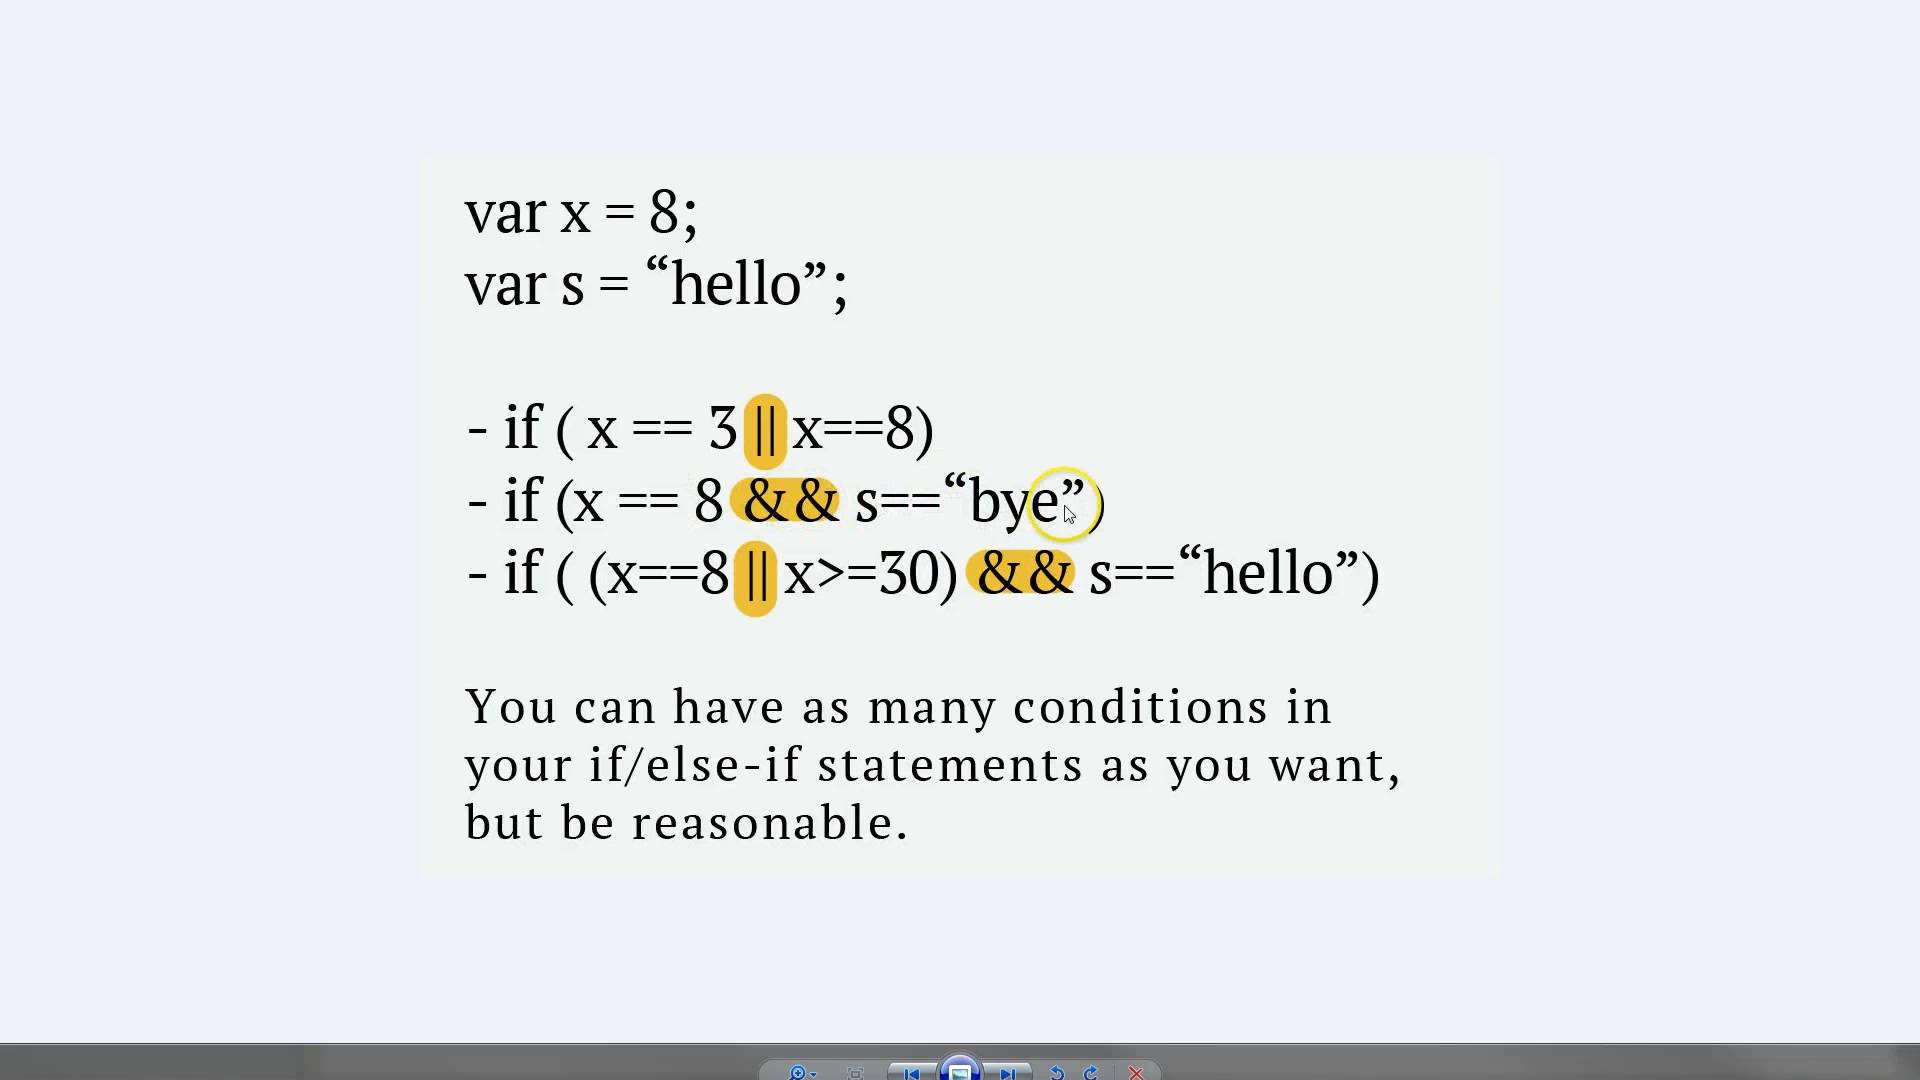 var x = 8;
var s = “hello”;
- if ( x == 3 || x==8)
- if (x == 8 && s==“bye”)
- if ( (x==8 || x>=30) && s==“hello”)
You can have as many conditions in
your if/else-if statements as you want,
but be reasonable.